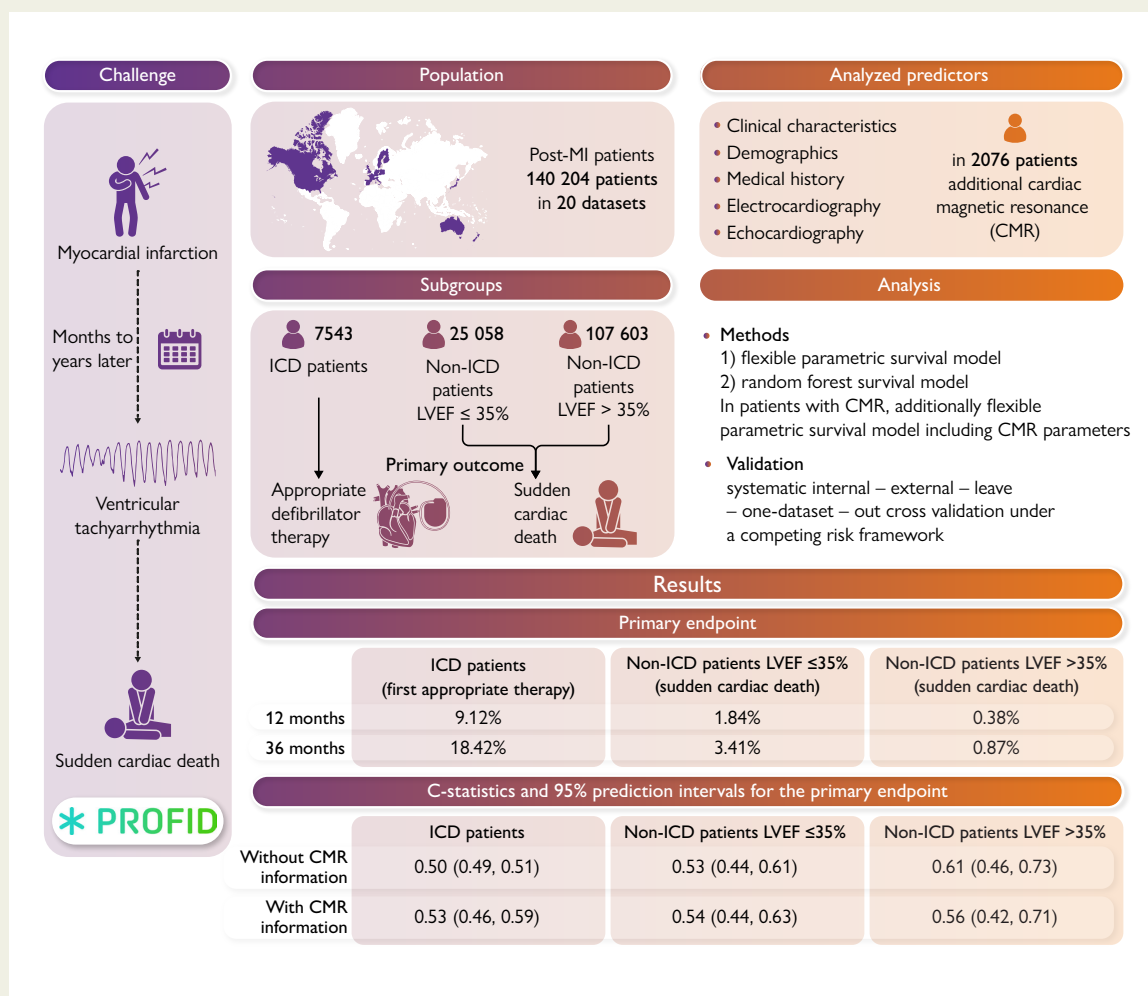 Challenge
Myocardial infarction
Months to
years later
Ventricular
tachyarrhythmia
Sudden cardiac death
PROFID
Population
Post-MI patients
140 204 patients
in 20 datasets
Analyzed predictors
• Clinical characteristics
• Demographics
• Medical history
• Electrocardiography
• Echocardiography
in 2076 patients
additional cardiac
magnetic resonance
(CMR)
Subgroups
7543
ICD patients
25 058
Non-ICD
patients
LVEF ≤ 35%
107 603
Non-ICD
patients
LVEF > 35%
Primary outcome
Appropriate
defibrillator
therapy
Sudden
cardiac
death
Analysis
• Methods
1) flexible parametric survival model
2) random forest survival model
In patients with CMR, additionally flexible
parametric survival model including CMR parameters
• Validation
systematic internal – external – leave
– one-dataset – out cross validation under
a competing risk framework
Results
Primary endpoint
ICD patients
(first appropriate therapy)
Non-ICD patients LVEF ≤35%
(sudden cardiac death)
Non-ICD patients LVEF >35%
(sudden cardiac death)
12 months 9.12% 1.84% 0.38%
36 months 18.42% 3.41% 0.87%
C-statistics and 95% prediction intervals for the primary endpoint
ICD patients Non-ICD patients LVEF ≤35% Non-ICD patients LVEF >35%
Without CMR
information
0.50 (0.49, 0.51) 0.53 (0.44, 0.61) 0.61 (0.46, 0.73)
With CMR
information
0.53 (0.46, 0.59) 0.54 (0.44, 0.63) 0.56 (0.42, 0.71)